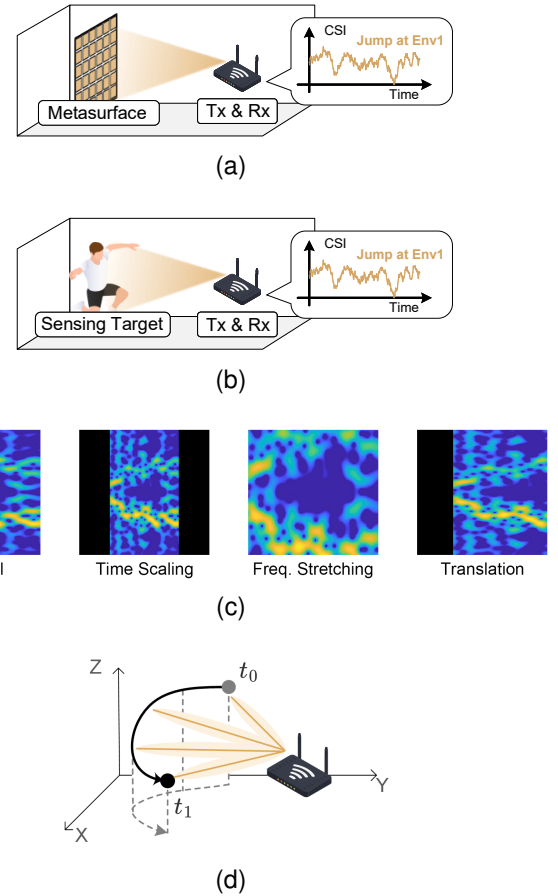 CSI
Jump at Env1
Time
Metasurface
Tx & Rx
(a)
CSI
Jump at Env1
Time
Sensing Target
Tx & Rx
(b)
l
Time Scaling
Freq. Stretching
Translation
(c)
Z
t0
Y
t1
X
(d)